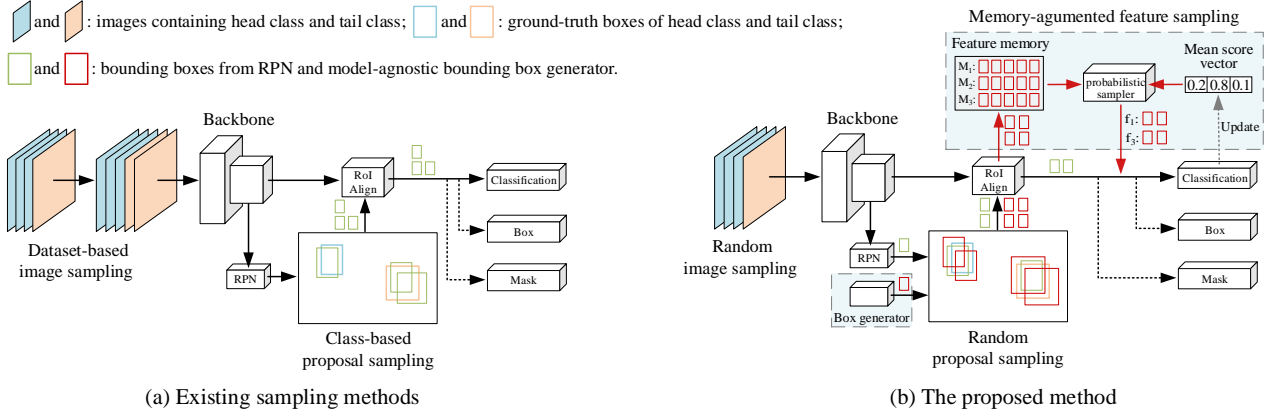 and : images containing head class and tail class; and : ground-truth boxes of head class and tail class;
and : bounding boxes from RPN and model-agnostic bounding box generator.
Backbone
RoI
Align
Classification
Box
Mask
RPN
Dataset-based
image sampling
Class-based
proposal sampling
(a) Existing sampling methods
Memory-agumented feature sampling
Feature memory
M1:
M2:
M3:
probabilistic
sampler
Mean score
vector
0.2 0.8 0.1
f1:
f3:
Update
Backbone
RoI
Align
Classification
Box
Mask
Random
image sampling
RPN
Box generator
Random
proposal sampling
(b) The proposed method